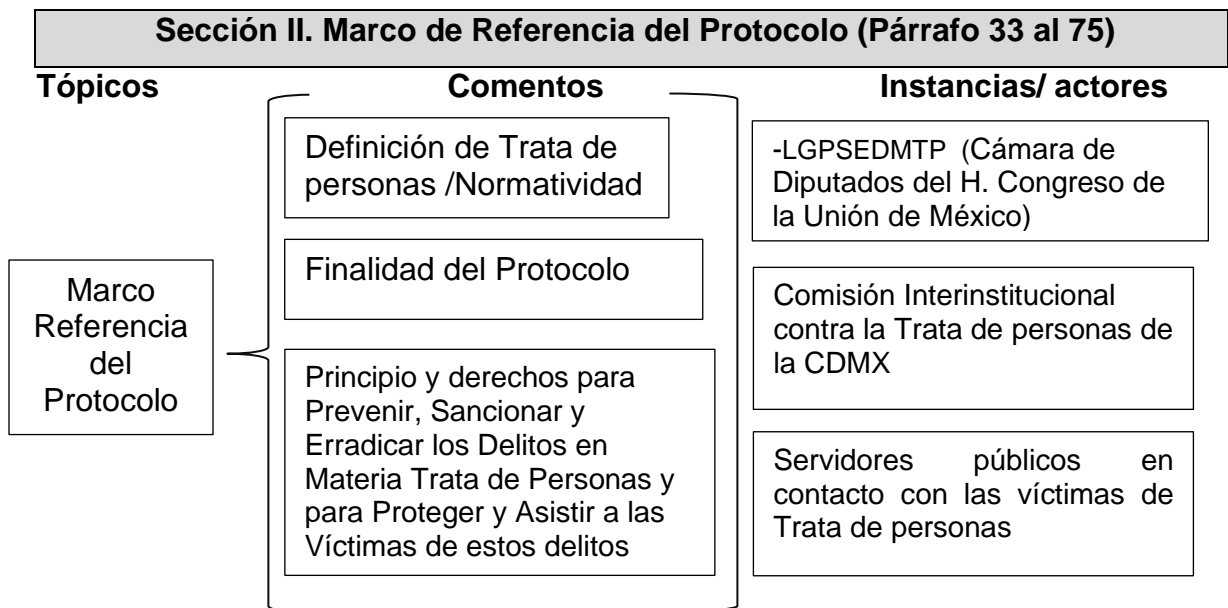 Sección II. Marco de Referencia del Protocolo (Párrafo 33 al 75)
Tópicos
Comentos
Instancias/ actores
Marco
Referencia
del
Protocolo
Definición de Trata de
personas /Normatividad
Finalidad del Protocolo
Principio y derechos para
Prevenir, Sancionar y
Erradicar los Delitos en
Materia Trata de Personas y
para Proteger y Asistir a las
Víctimas de estos delitos
-LGPSEDMTP (Cámara de
Diputados del H. Congreso de
la Unión de México)
Comisión Interinstitucional
contra la Trata de personas de
la CDMX
Servidores públicos en
contacto con las víctimas de
Trata de personas